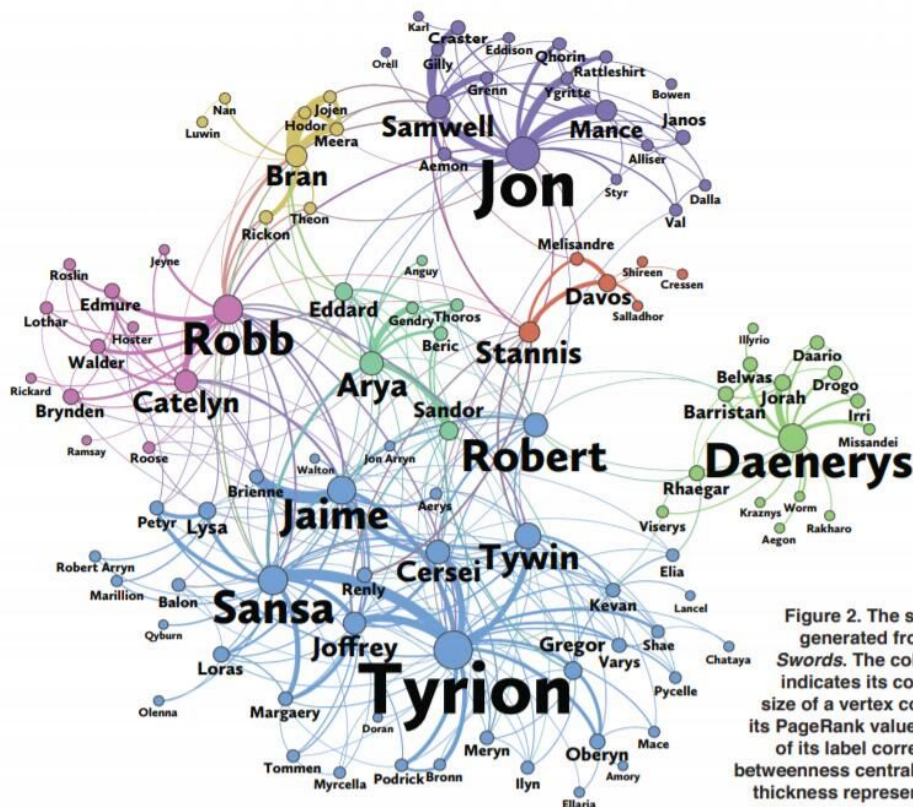 Karl
Craster
Eddison
Qhorin
Orell
Gilly
Rattleshirt
Grenn
Ygritte
Bowen
Nan
Jojen
Hodor
Samwell
Mance
Janos
Luwin
Meera
Aemon
Alliser
Bran
Jon
Styr
Dalla
Theon
Val
Rickon
Melisandre
Jeyne
Anguy
Shireen
Roslin
Cressen
Edmure
Eddard
Davos
Lothar
Gendry
Thoros
Salladhor
Hoster
Robb
Beric
Stannis
Illyrio
Walder
Daario
Arya
Belwas
Drogo
Rickard
Catelyn
Jorah
Brynden
Sandor
Barristan
Irri
Ramsay
Robert
Missandei
Roose
Jon Arryn
Daenerys
Walton
Rhaegar
Brienne
Aerys
Kraznys
Worm
Petyr
Lysa
Jaime
Viserys
Rakharo
Aegon
Tywin
Cersei
Robert Arryn
Elia
Marillion
Renly
Balon
Sansa
Kevan
Lancel
Qyburn
Joffrey
Gregor
Shae
Varys
Chataya
Loras
Tyrion
Pycelle
Olenna
Margaery
Doran
Mace
Meryn
Oberyn
Tommen
Podrick
Bronn
Amory
Myrcella
Ilyn
Ellaria
Figure 2. The s
generated fro
Swords. The co
indicates its co
size of a vertex co
its PageRank value
of its label corre
betweenness central
thickness represer